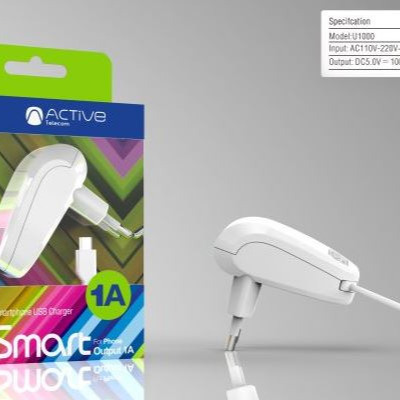 Specifcation
Model:U1000
Input: AC110V-220V-
Output: DC5.0V = 100
ACTIVE
Telecom
1A
smartphone USB Charger
Smart
For Phone
Output 1A